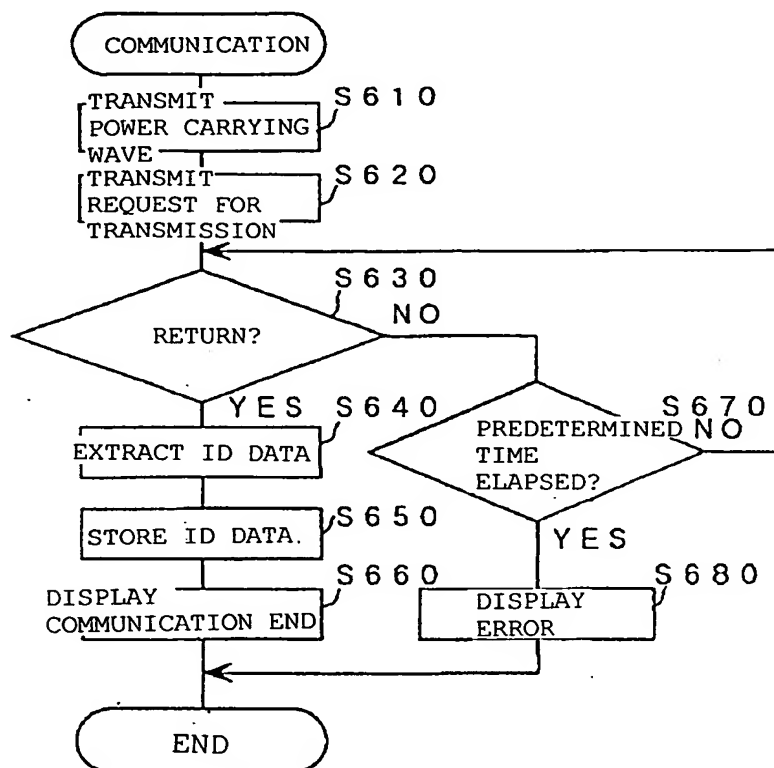 COMMUNICATION
TRANSMIT
POWER CARRYING
WAVE
S610
TRANSMIT
REQUEST FOR
TRANSMISSION
S620
S630
RETURN?
NO
YES
S640
EXTRACT ID DATA
S670
PREDETERMINED
TIME
ELAPSED?
NO
STORE ID DATA.
S650
YES
DISPLAY
COMMUNICATION END
S660
DISPLAY
ERROR
S680
END